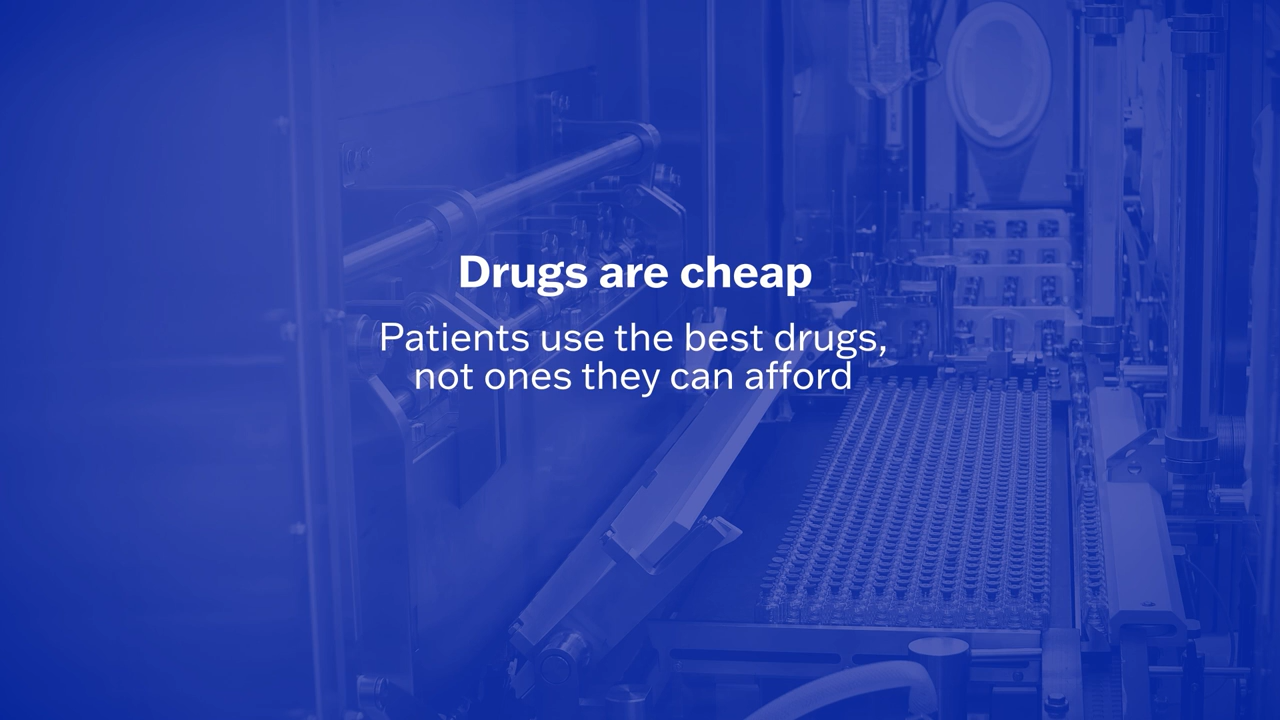 Drugs are cheap
Patients use the best drugs,
not ones they can afford